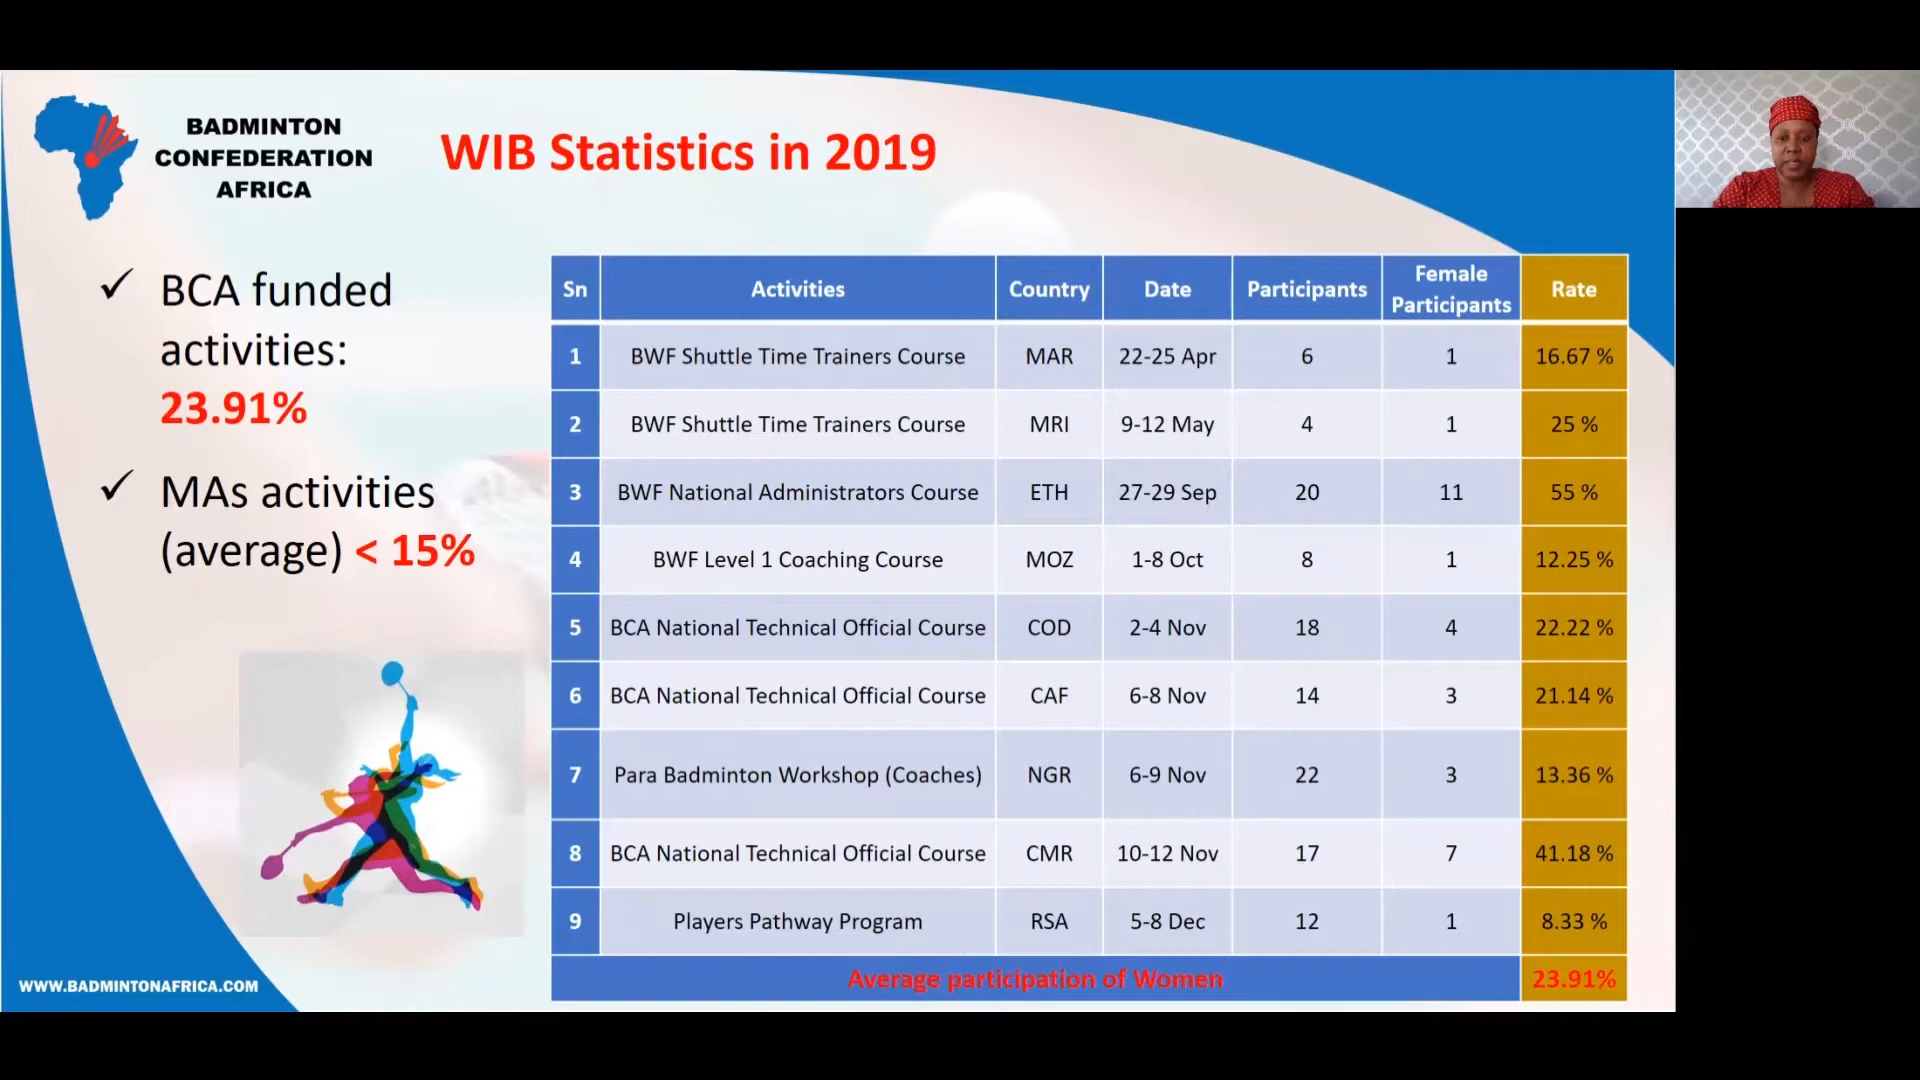 BADMINTON
CONFEDERATION
AFRICA
WIB Statistics in 2019
✓ BCA funded
activities:
23.91%
✓ MAs activities
(average) < 15%
Sn Activities Country Date Participants Female Participants Rate
1 BWF Shuttle Time Trainers Course MAR 22-25 Apr 6 1 16.67 %
2 BWF Shuttle Time Trainers Course MRI 9-12 May 4 1 25 %
3 BWF National Administrators Course ETH 27-29 Sep 20 11 55 %
4 BWF Level 1 Coaching Course MOZ 1-8 Oct 8 1 12.25 %
5 BCA National Technical Official Course COD 2-4 Nov 18 4 22.22 %
6 BCA National Technical Official Course CAF 6-8 Nov 14 3 21.14 %
7 Para Badminton Workshop (Coaches) NGR 6-9 Nov 22 3 13.36 %
8 BCA National Technical Official Course CMR 10-12 Nov 17 7 41.18 %
9 Players Pathway Program RSA 5-8 Dec 12 1 8.33 %
Average participation of Women 23.91%
WWW.BADMINTONAFRICA.COM